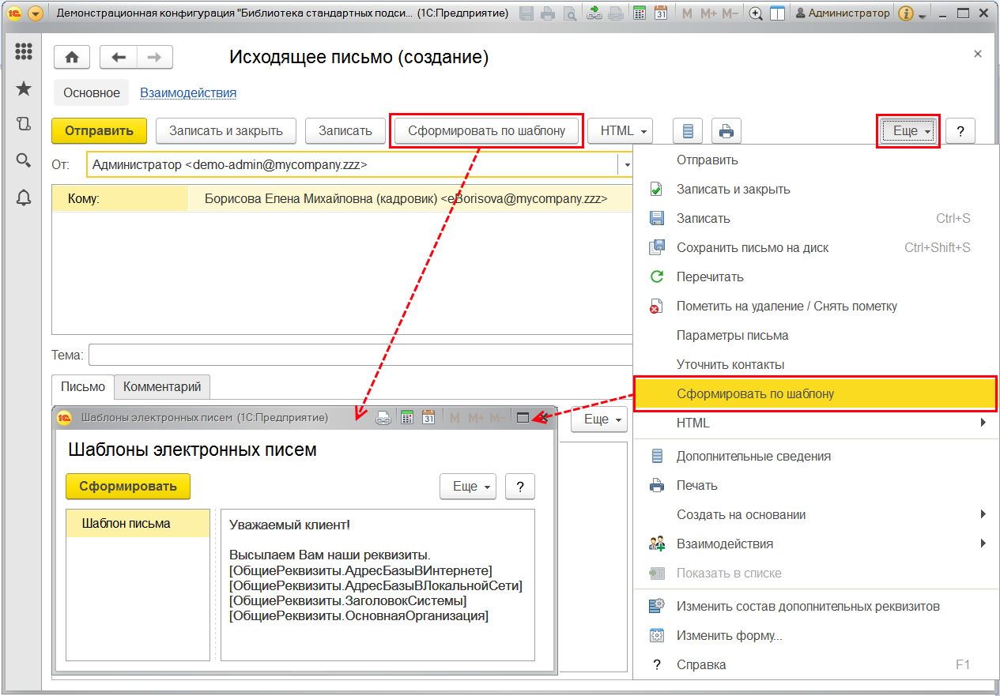 Демонстрационная конфигурация "Библиотека стандартных подси... (1С:Предприятие)
31 M M+ M− Администратор
Исходящее письмо (создание)
Основное Взаимодействия
Отправить Записать и закрыть Записать Сформировать по шаблону HTML Еще ?
От: Администратор <demo-admin@mycompany.zzz>
Кому: Борисова Елена Михайловна (кадровик) <eBorisova@mycompany.zzz>
Тема:
Письмо Комментарий
Еще
Шаблоны электронных писем (1С:Предприятие) 31 M M+ M−
Шаблоны электронных писем
Сформировать Еще ?
Шаблон письма
Уважаемый клиент!
Высылаем Вам наши реквизиты.
[ОбщиеРеквизиты.АдресБазыВИнтернете]
[ОбщиеРеквизиты.АдресБазыВЛокальнойСети]
[ОбщиеРеквизиты.ЗаголовокСистемы]
[ОбщиеРеквизиты.ОсновнаяОрганизация]
Отправить
Записать и закрыть
Записать Ctrl+S
Сохранить письмо на диск Ctrl+Shift+S
Перечитать
Пометить на удаление / Снять пометку
Параметры письма
Уточнить контакты
Сформировать по шаблону
HTML
Дополнительные сведения
Печать
Создать на основании
Взаимодействия
Показать в списке
Изменить состав дополнительных реквизитов
Изменить форму...
? Справка F1